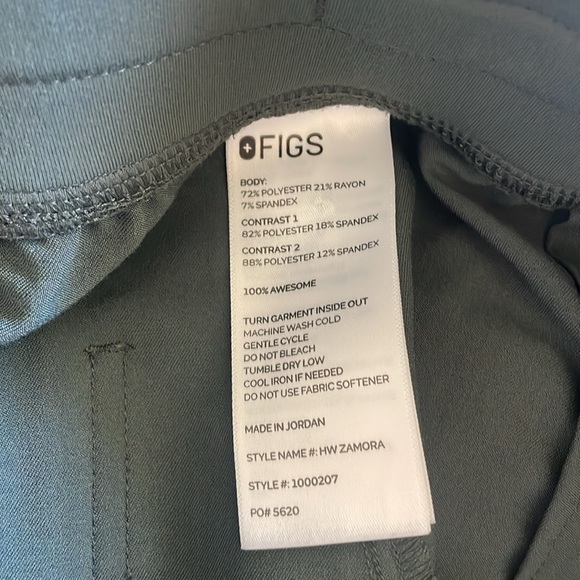 FIGS
BODY:
72% POLYESTER 21% RAYON
7% SPANDEX
CONTRAST 1
82% POLYESTER 18% SPANDEX
CONTRAST 2
88% POLYESTER 12% SPANDEX
100% AWESOME
TURN GARMENT INSIDE OUT
MACHINE WASH COLD
GENTLE CYCLE
DO NOT BLEACH
TUMBLE DRY LOW
COOL IRON IF NEEDED
DO NOT USE FABRIC SOFTENER
MADE IN JORDAN
STYLE NAME #: HW ZAMORA
STYLE #: 1000207
PO# 5620